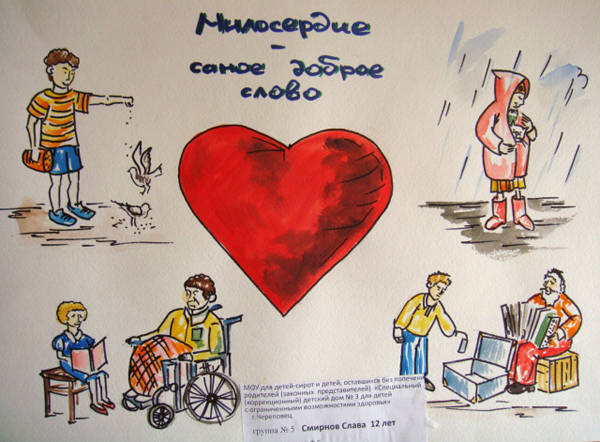 Милосердие
-
самое доброе
слово
МОУ для детей-сирот и детей, оставшихся без попечения
родителей (законных представителей) «Специальный
(коррекционный) детский дом № 3 для детей
с ограниченными возможностями здоровья»
г.Череповец
группа № 5 Смирнов Слава 12 лет